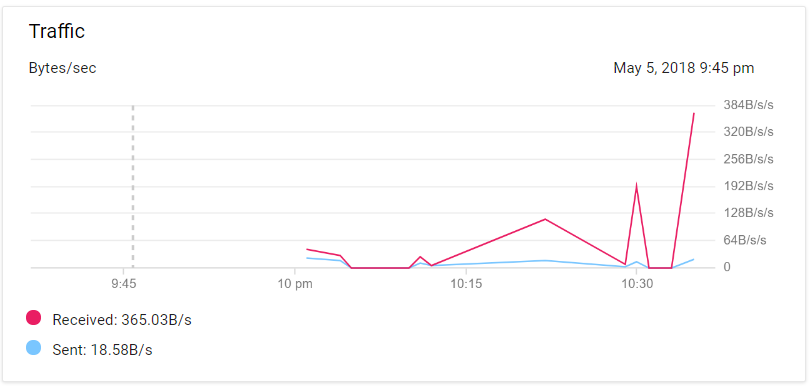 Traffic
Bytes/sec May 5, 2018 9:45 pm
384B/s/s
320B/s/s
256B/s/s
192B/s/s
128B/s/s
64B/s/s
0
9:45 10 pm 10:15 10:30
Received: 365.03B/s
Sent: 18.58B/s